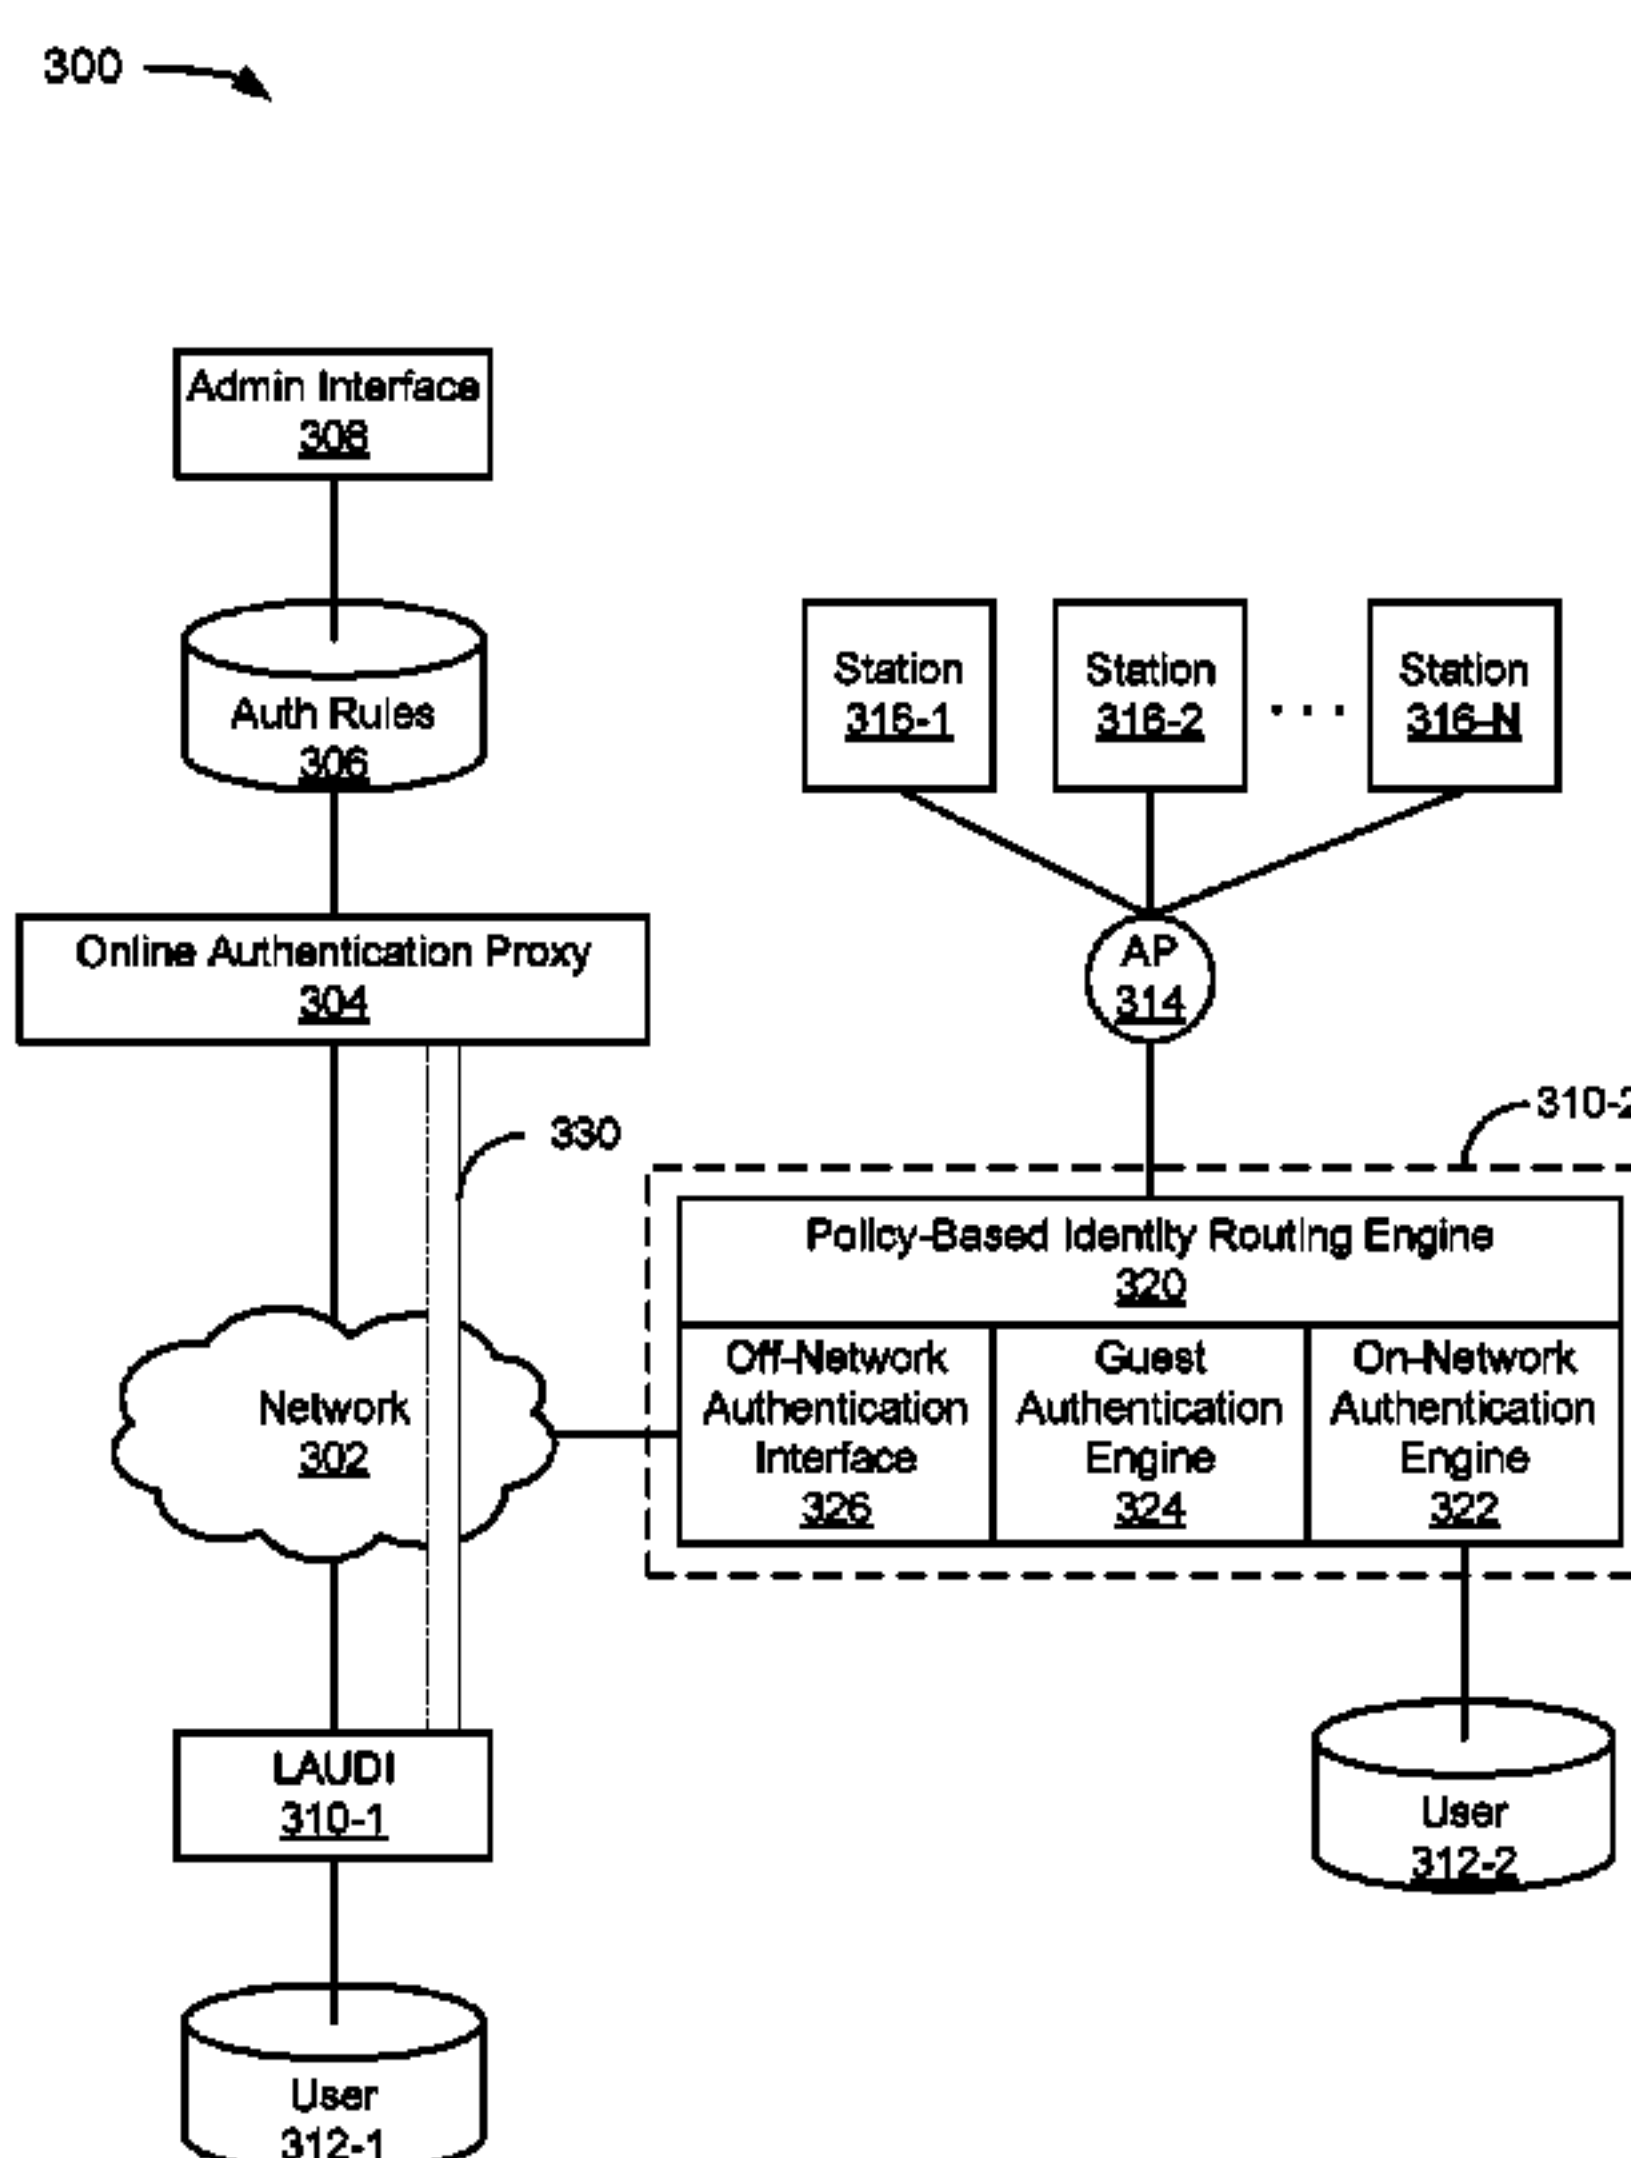 300
Admin Interface
308
Auth Rules
306
Station
316-1
Station
316-2
. . .
Station
316-N
Online Authentication Proxy
304
AP
314
330
310-2
Policy-Based Identity Routing Engine
320
Off-Network
Authentication
Interface
326
Guest
Authentication
Engine
324
On-Network
Authentication
Engine
322
Network
302
LAUDI
310-1
User
312-2
User
312-1